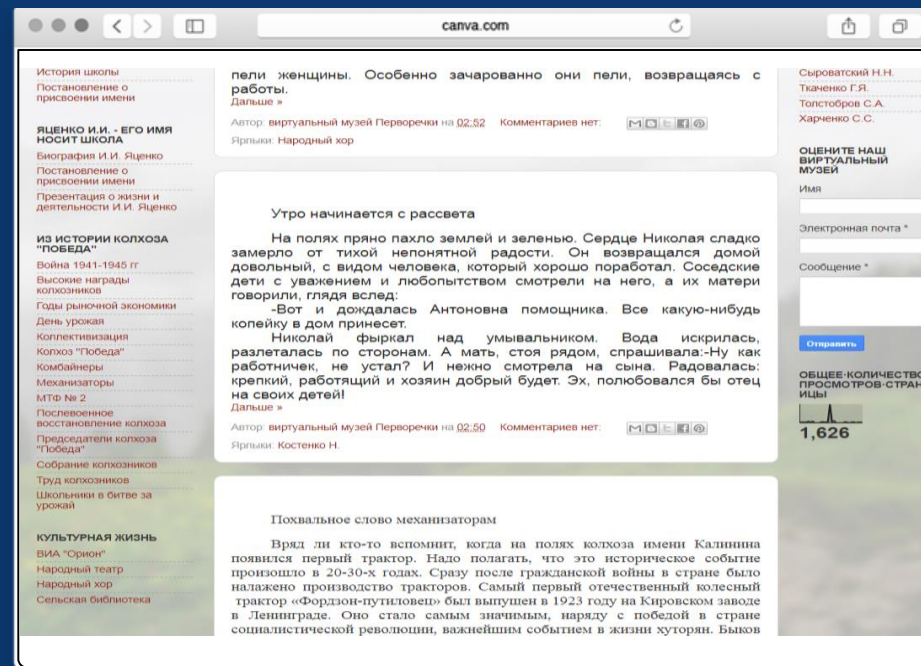 canva.com
История школы
Постановление о
присвоении имени
ЯЦЕНКО И.И. - ЕГО ИМЯ
НОСИТ ШКОЛА
Биография И.И. Яценко
Постановление о
присвоении имени
Презентация о жизни и
деятельности И.И. Яценко
ИЗ ИСТОРИИ КОЛХОЗА
"ПОБЕДА"
Война 1941-1945 гг
Высокие награды
колхозников
Годы рыночной экономики
День урожая
Коллективизация
Колхоз "Победа"
Комбайнеры
Механизаторы
МТФ № 2
Послевоенное
восстановление колхоза
Председатели колхоза
"Победа"
Собрание колхозников
Труд колхозников
Школьники в битве за
урожай
КУЛЬТУРНАЯ ЖИЗНЬ
ВИА "Орион"
Народный театр
Народный хор
Сельская библиотека
пели женщины. Особенно зачарованно они пели, возвращаясь с
работы.
Дальше »
Автор: виртуальный музей Перворечки на 02:52 Комментариев нет:
Ярлыки: Народный хор
Утро начинается с рассвета
На полях пряно пахло землей и зеленью. Сердце Николая сладко
замерло от тихой непонятной радости. Он возвращался домой
довольный, с видом человека, который хорошо поработал. Соседские
дети с уважением и любопытством смотрели на него, а их матери
говорили, глядя вслед:
-Вот и дождалась Антоновна помощника. Все какую-нибудь
копейку в дом принесет.
Николай фыркал над умывальником. Вода искрилась,
разлеталась по сторонам. А мать, стоя рядом, спрашивала:-Ну как
работничек, не устал? И нежно смотрела на сына. Радовалась:
крепкий, работящий и хозяин добрый будет. Эх, полюбовался бы отец
на своих детей!
Дальше »
Автор: виртуальный музей Перворечки на 02:50 Комментариев нет:
Ярлыки: Костенко Н.
Похвальное слово механизаторам
Вряд ли кто-то вспомнит, когда на полях колхоза имени Калинина
появился первый трактор. Надо полагать, что это историческое событие
произошло в 20-30-х годах. Сразу после гражданской войны в стране было
налажено производство тракторов. Самый первый отечественный колесный
трактор «Фордзон-путиловец» был выпущен в 1923 году на Кировском заводе
в Ленинграде. Оно стало самым значимым, наряду с победой в стране
социалистической революции, важнейшим событием в жизни хуторян. Быков
Сыроватский Н.Н.
Ткаченко Г.Я.
Толстобров С.А.
Харченко С.С.
ОЦЕНИТЕ НАШ
ВИРТУАЛЬНЫЙ
МУЗЕЙ
Имя
Электронная почта *
Сообщение *
Отправить
ОБЩЕЕ·КОЛИЧЕСТВО
ПРОСМОТРОВ·СТРАН
ИЦЫ
1,626